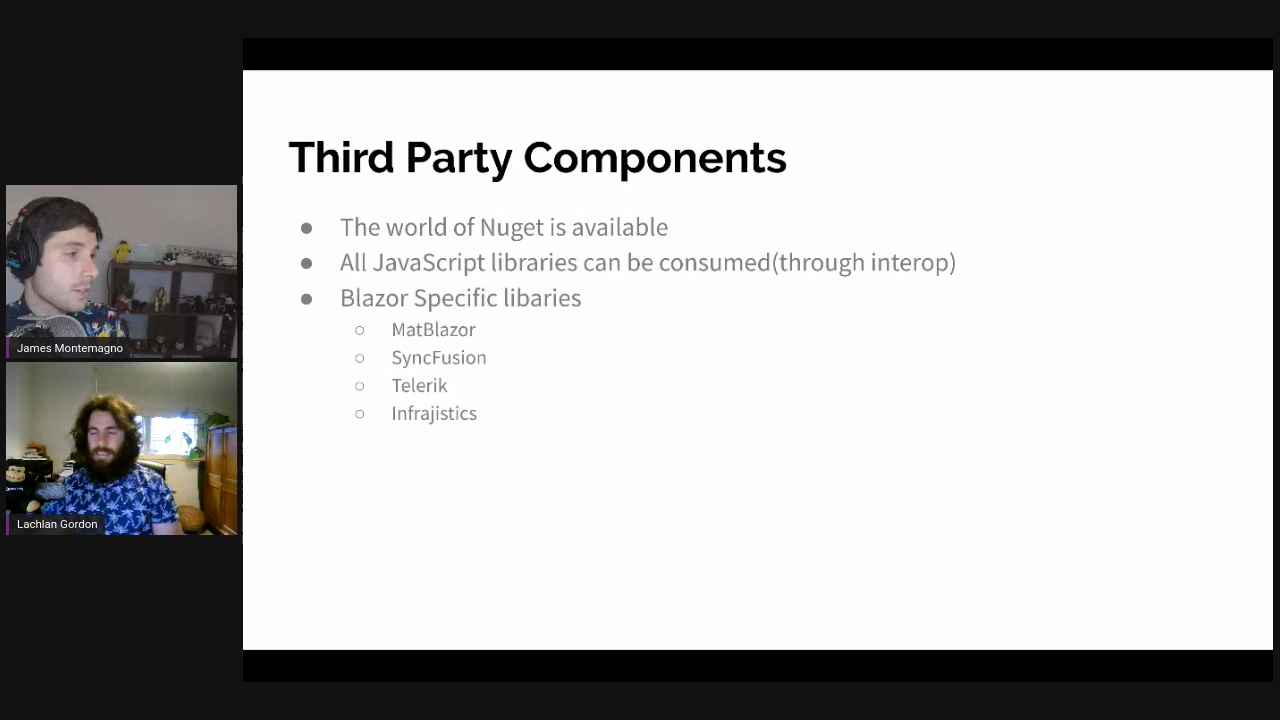 Third Party Components
● The world of Nuget is available
● All JavaScript libraries can be consumed(through interop)
● Blazor Specific libaries
○ MatBlazor
○ SyncFusion
○ Telerik
○ Infrajistics
James Montemagno
Lachlan Gordon